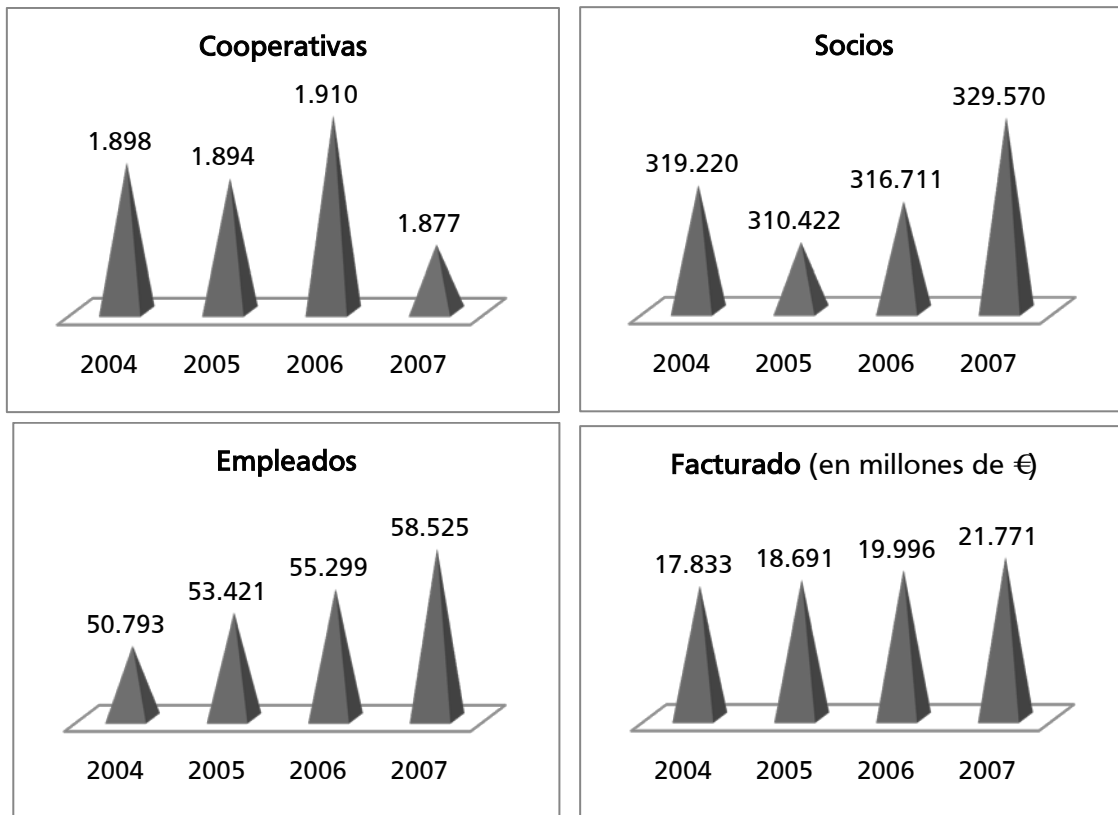 Cooperativas
1.910
1.898
1.894
1.877
2004 2005 2006 2007
Socios
329.570
319.220
316.711
310.422
2004 2005 2006 2007
Empleados
58.525
55.299
53.421
50.793
2004 2005 2006 2007
Facturado (en millones de €)
21.771
19.996
18.691
17.833
2004 2005 2006 2007